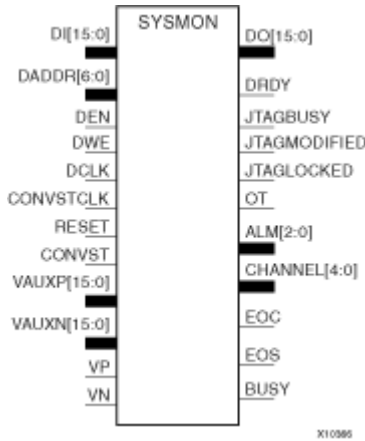 SYSMON
DI[15:0]
DADDR[6:0]
DEN
DWE
DCLK
CONVSTCLK
RESET
CONVST
VAUXP[15:0]
VAUXN[15:0]
VP
VN
DO[15:0]
DRDY
JTAGBUSY
JTAGMODIFIED
JTAGLOCKED
OT
ALM[2:0]
CHANNEL[4:0]
EOC
EOS
BUSY
X10386